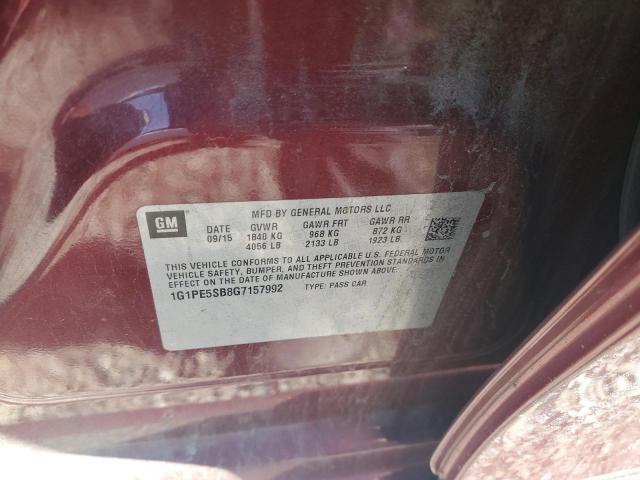 MFD BY GENERAL MOTORS LLC
GM DATE GVWR GAWR FRT GAWR RR
09/15 1840 KG 968 KG 872 KG
4056 LB 2133 LB 1923 LB
THIS VEHICLE CONFORMS TO ALL APPLICABLE U.S. FEDERAL MOTOR
VEHICLE SAFETY, BUMPER, AND THEFT PREVENTION STANDARDS IN
EFFECT ON THE DATE OF MANUFACTURE SHOWN ABOVE.
1G1PE5SB8G7157992 TYPE: PASS CAR